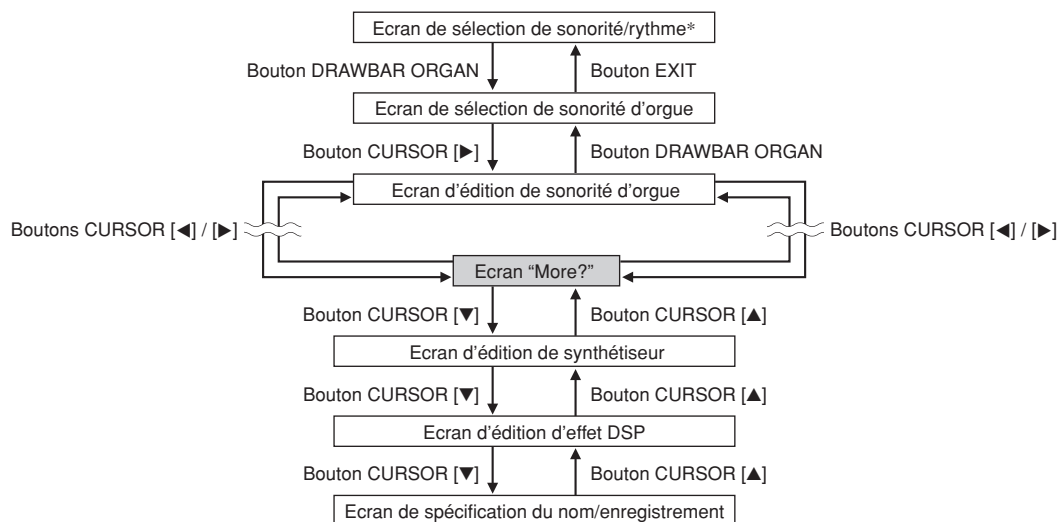 Ecran de sélection de sonorité/rythme*
Bouton DRAWBAR ORGAN
Bouton EXIT
Ecran de sélection de sonorité d'orgue
Bouton CURSOR [▶]
Bouton DRAWBAR ORGAN
Ecran d'édition de sonorité d'orgue
Boutons CURSOR [◀] / [▶]
Boutons CURSOR [◀] / [▶]
Ecran “More?”
Bouton CURSOR [▼]
Bouton CURSOR [▲]
Ecran d'édition de synthétiseur
Bouton CURSOR [▼]
Bouton CURSOR [▲]
Ecran d'édition d'effet DSP
Bouton CURSOR [▼]
Bouton CURSOR [▲]
Ecran de spécification du nom/enregistrement